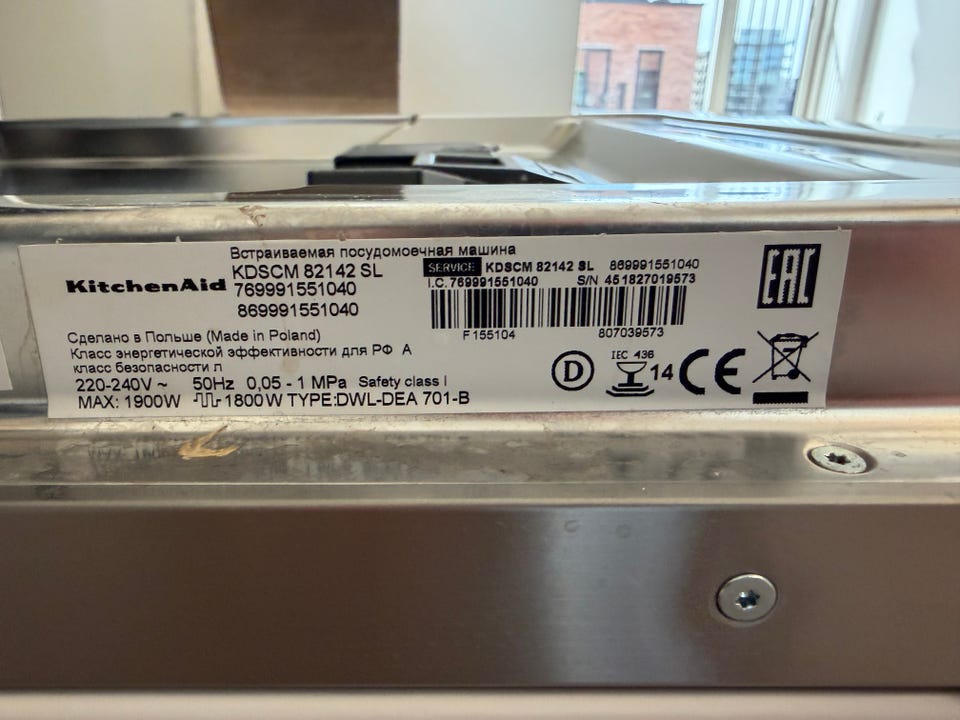 Встраиваемая посудомоечная машина
KitchenAid
KDSCM 82142 SL
769991551040
869991551040
SERVICE KDSCM 82142 SL 869991551040
I.C. 769991551040 S/N 451827019573
F155104 807039573
EAC
Сделано в Польше (Made in Poland)
Класс энергетической эффективности для РФ А
класс безопасности л
220-240V ~ 50Hz 0,05 - 1 MPa Safety class I
MAX: 1900W 1800W TYPE:DWL-DEA 701-B
D
IEC 436
14
CE